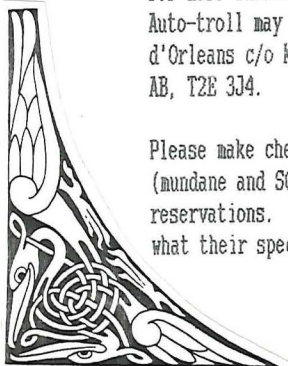 Auto-troll may
d'Orleans c/o
AB, T2E 3J4.
Please make che
(mundane and SC
reservations.
what their spec